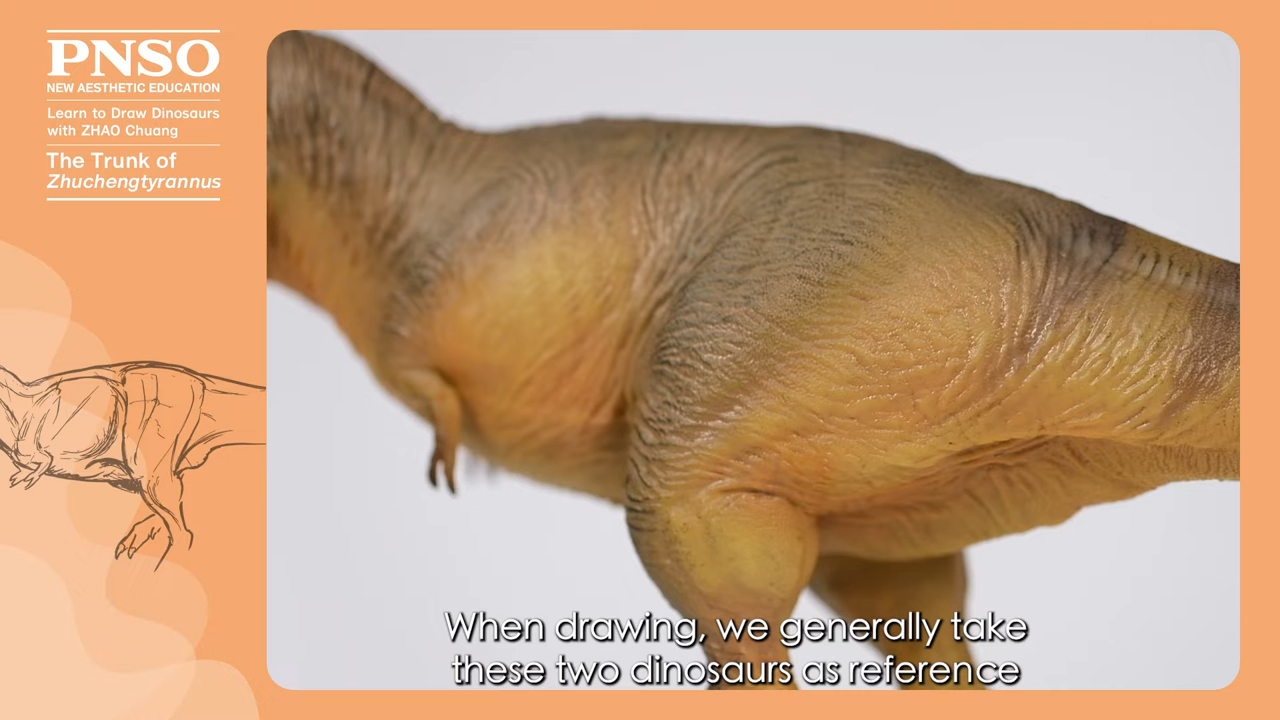 PNSO
NEW AESTHETIC EDUCATION
Learn to Draw Dinosaurs
with ZHAO Chuang
The Trunk of
Zhuchengtyrannus
When drawing, we generally take
these two dinosaurs as reference